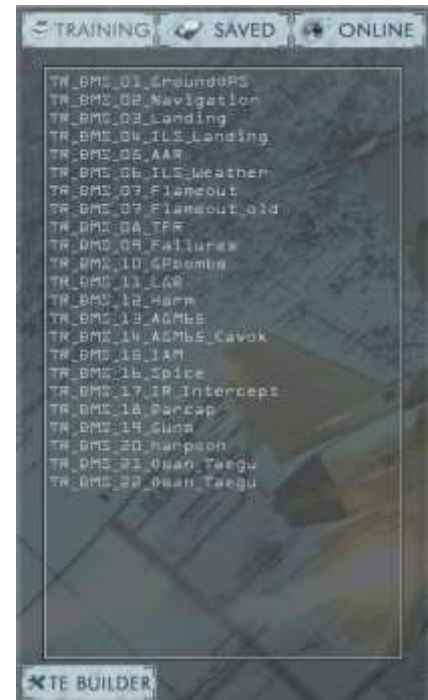 TRAINING SAVED ONLINE
TR_BMS_01_GroundOPS
TR_BMS_02_Navigation
TR_BMS_03_Landing
TR_BMS_04_ILS_Landing
TR_BMS_05_AAR
TR_BMS_06_ILS_Weather
TR_BMS_07_Flameout
TR_BMS_07_Flameout_old
TR_BMS_08_TFR
TR_BMS_09_Failures
TR_BMS_10_GPbombs
TR_BMS_11_LGB
TR_BMS_12_Harm
TR_BMS_13_AGM65
TR_BMS_14_AGM65_Cavok
TR_BMS_15_IAM
TR_BMS_16_Spice
TR_BMS_17_IR_Intercept
TR_BMS_18_Barcap
TR_BMS_19_Guns
TR_BMS_20_Harpoon
TR_BMS_21_Osan_Taegu
TR_BMS_22_Osan_Taegu
TE BUILDER